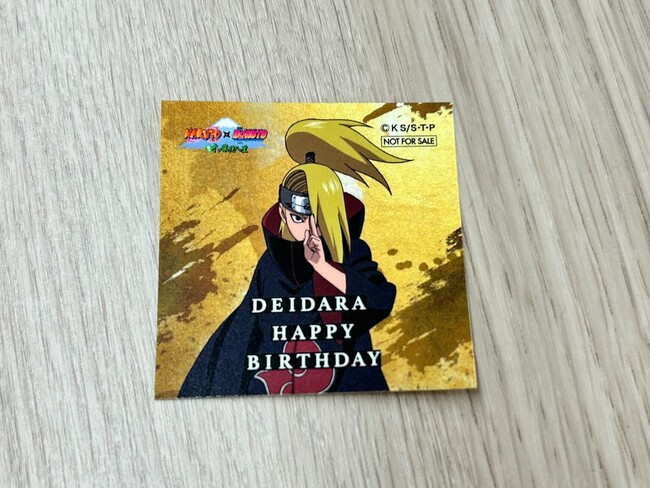 NARUTO × BORUTO
©KS/S・T・P
NOT FOR SALE
DEIDARA
HAPPY
BIRTHDAY